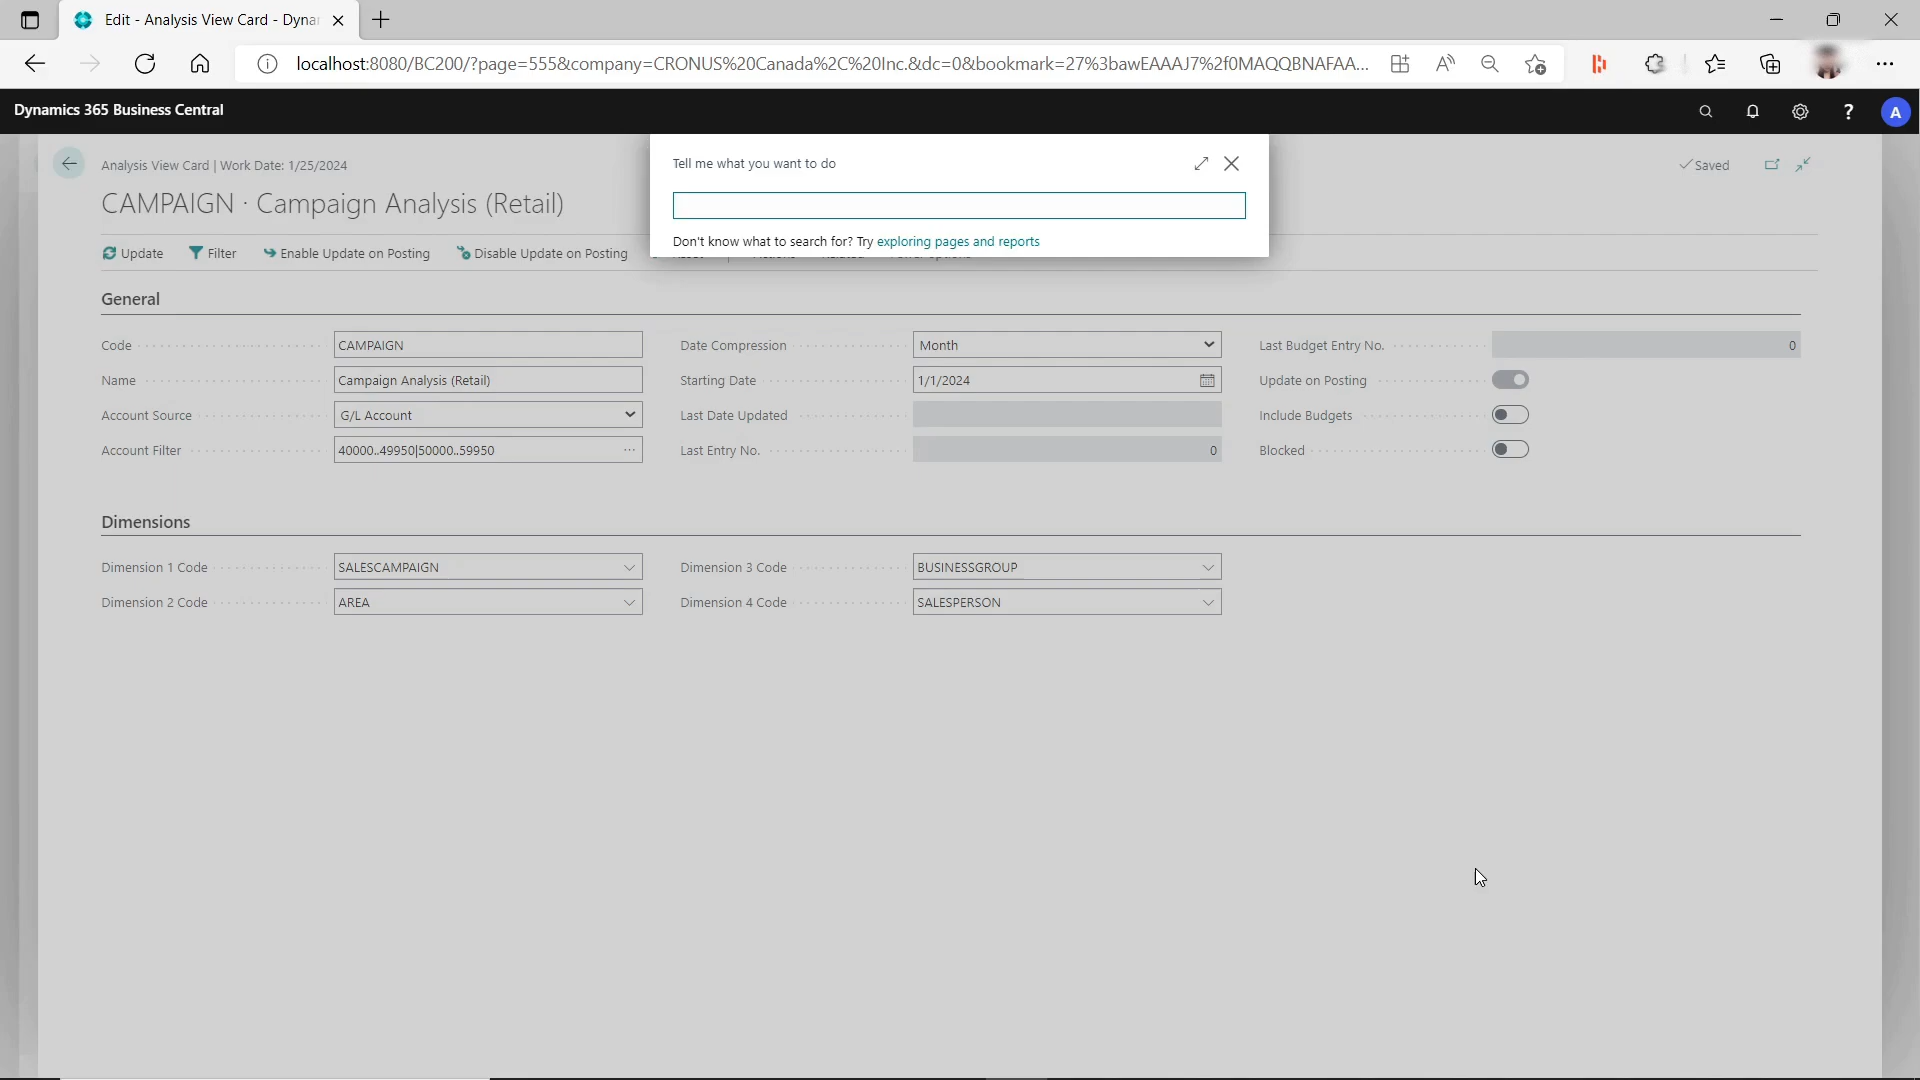 Edit - Analysis View Card - Dyna
localhost:8080/BC200/?page=555&company=CRONUS%20Canada%2C%20Inc.&dc=0&bookmark=27%3bawEAAAJ7%2f0MAQQBNAFAA...
Dynamics 365 Business Central
?
A
Tell me what you want to do
Don't know what to search for? Try exploring pages and reports
Analysis View Card | Work Date: 1/25/2024
Saved
CAMPAIGN · Campaign Analysis (Retail)
Update
Filter
Enable Update on Posting
Disable Update on Posting
General
Code
CAMPAIGN
Date Compression
Month
Last Budget Entry No.
0
Name
Campaign Analysis (Retail)
Starting Date
1/1/2024
Update on Posting
Account Source
G/L Account
Last Date Updated
Include Budgets
Account Filter
40000..49950|50000..59950
Last Entry No.
0
Blocked
Dimensions
Dimension 1 Code
SALESCAMPAIGN
Dimension 3 Code
BUSINESSGROUP
Dimension 2 Code
AREA
Dimension 4 Code
SALESPERSON